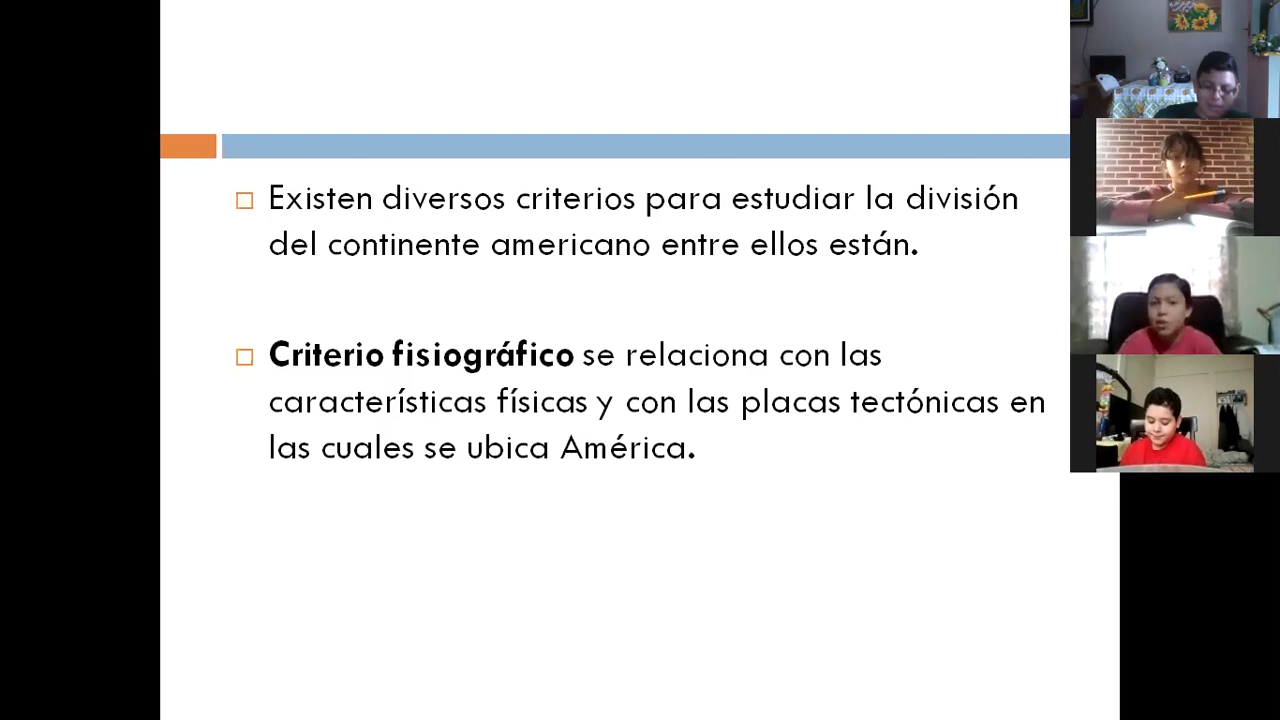 Existen diversos criterios para estudiar la división
del continente americano entre ellos están.
Criterio fisiográfico se relaciona con las
características físicas y con las placas tectónicas en
las cuales se ubica América.